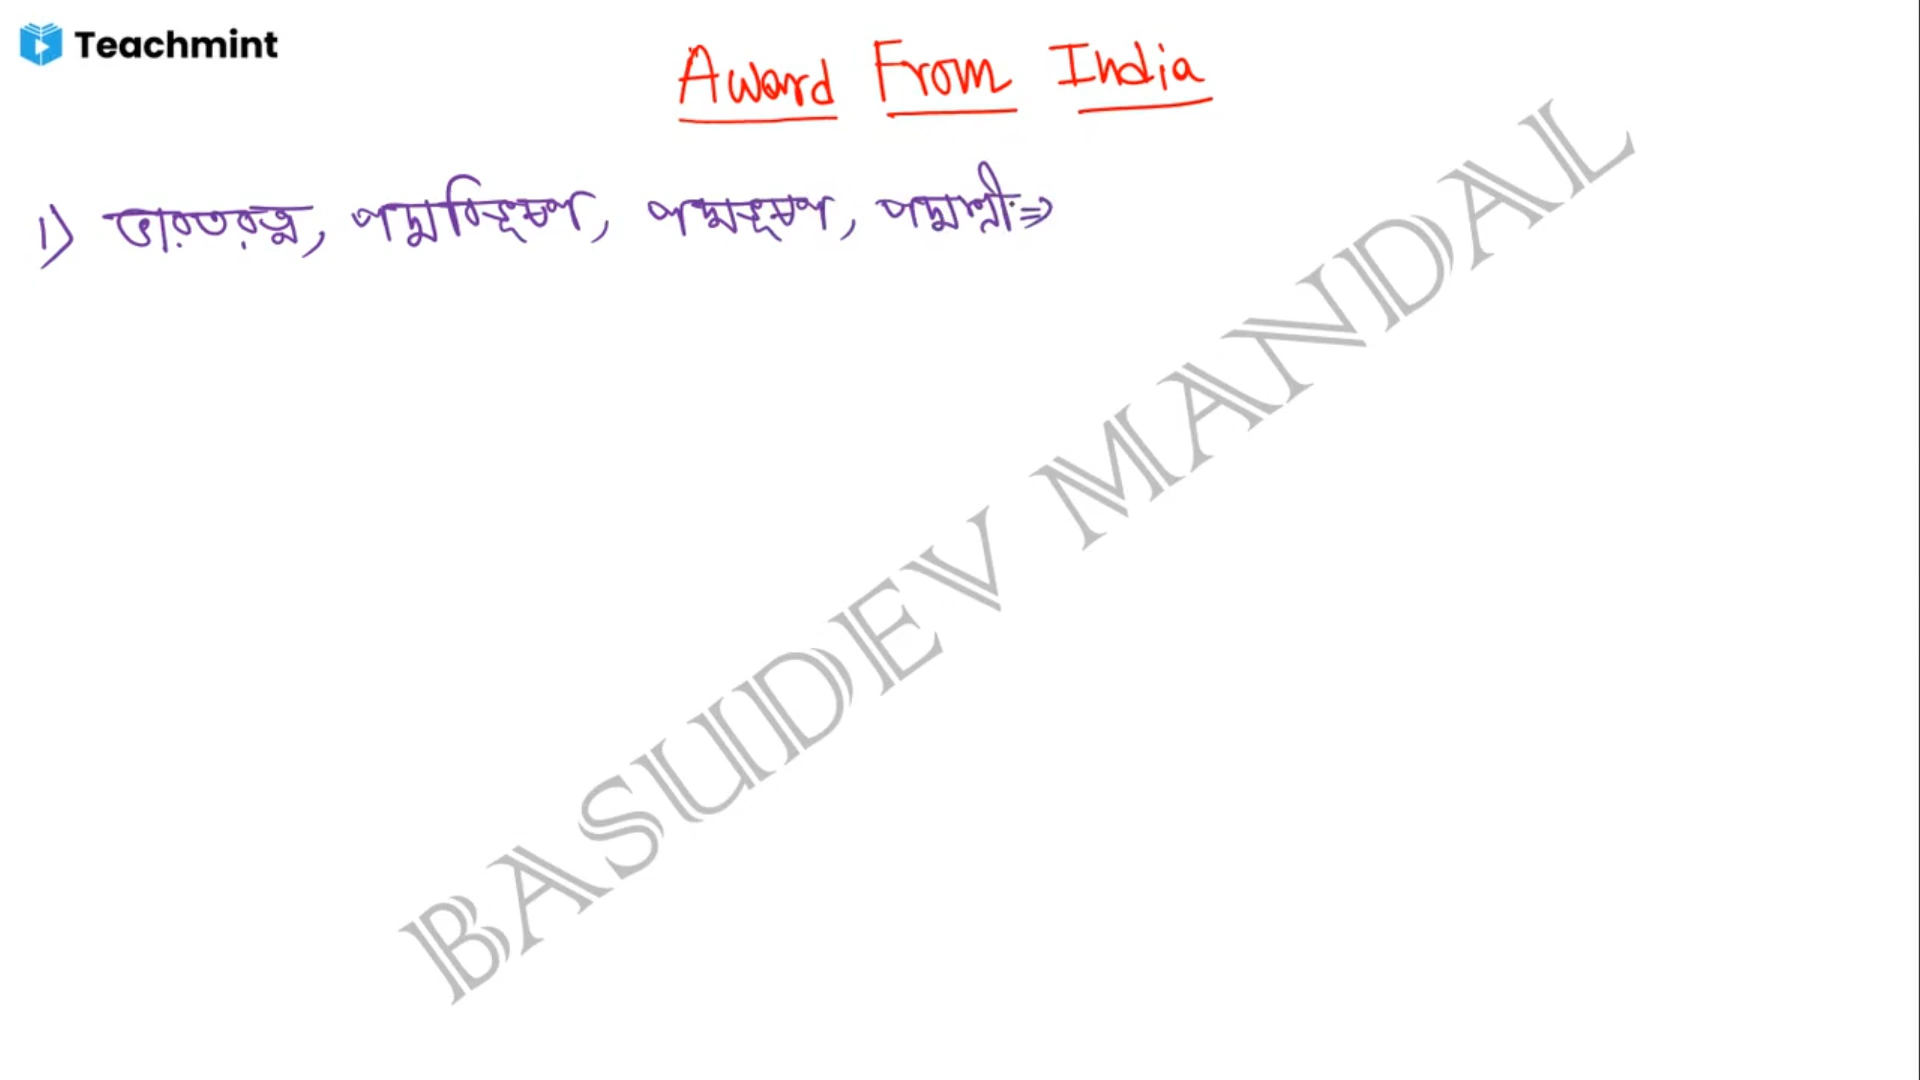 Teachmint
Award From India
1) ভারতরত্ন, পদ্মবিভূষণ, পদ্মভূষণ, পদ্মশ্রী ⇒
BASUDEV MANDAL